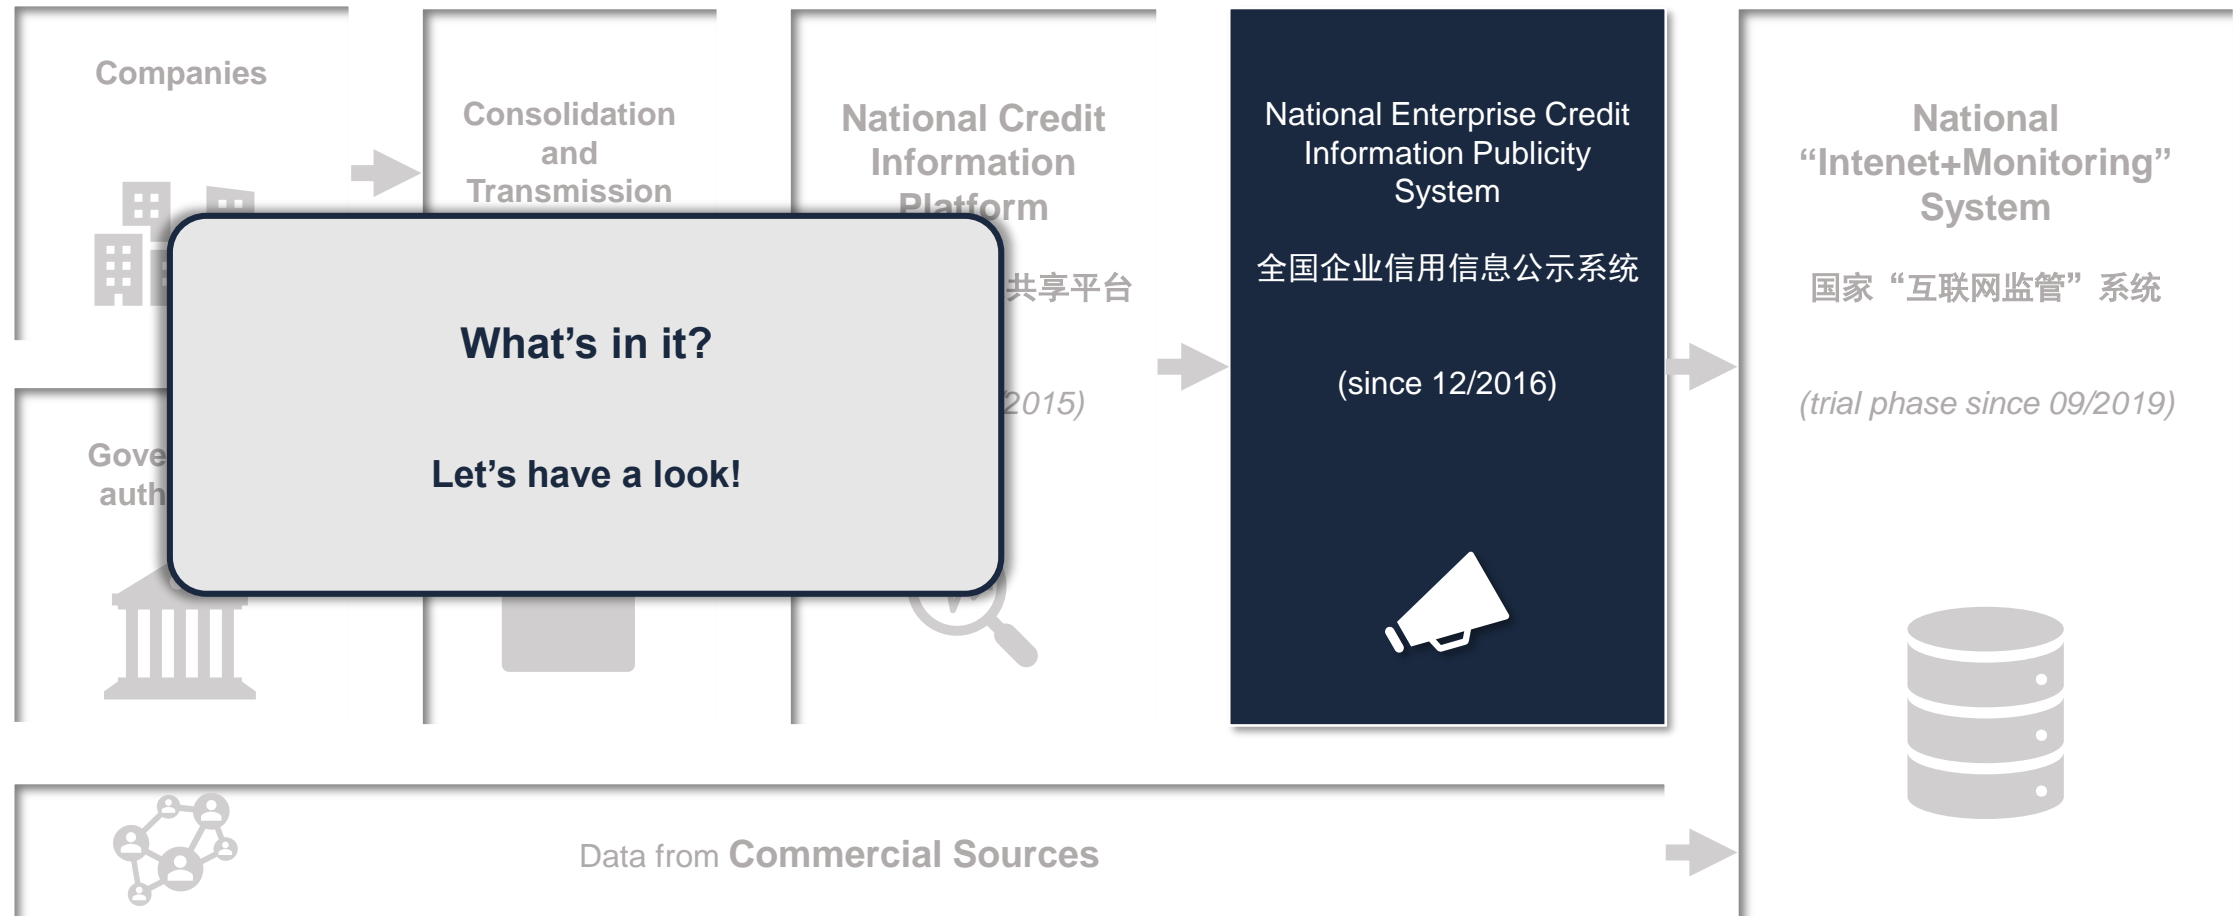 Companies
Consolidation
and
Transmission
National Credit
Information
Platform
共享平台
2015)
National Enterprise Credit
Information Publicity
System
全国企业信用信息公示系统
(since 12/2016)
National
“Intenet+Monitoring”
System
国家“互联网监管”系统
(trial phase since 09/2019)
What’s in it?
Let’s have a look!
Data from Commercial Sources